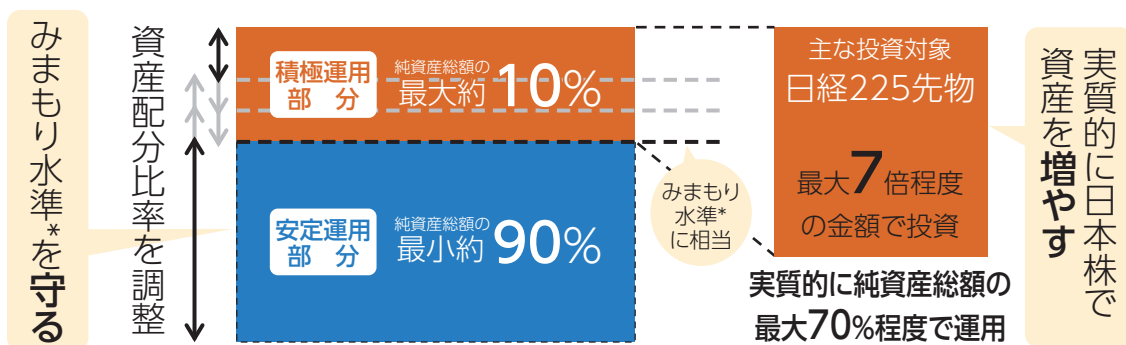 みまもり水準*を守る
資産配分比率を調整
積極運用
部分
純資産総額の
最大約10%
安定運用
部分
純資産総額の
最小約90%
みまもり
水準*
に相当
主な投資対象
日経225先物
最大7倍程度
の金額で投資
実質的に純資産総額の
最大70%程度で運用
実質的に日本株で
資産を増やす